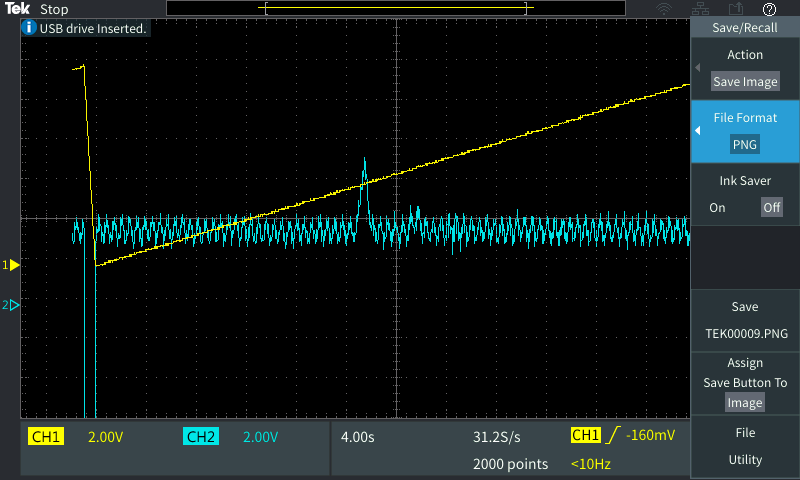 Tek Stop
USB drive Inserted.
Save/Recall
Action
Save Image
File Format
PNG
Ink Saver
On Off
1
2
Save
TEK00009.PNG
Assign
Save Button To
Image
File
Utility
CH1 2.00V CH2 2.00V 4.00s 31.2S/s CH1 -160mV
2000 points <10Hz